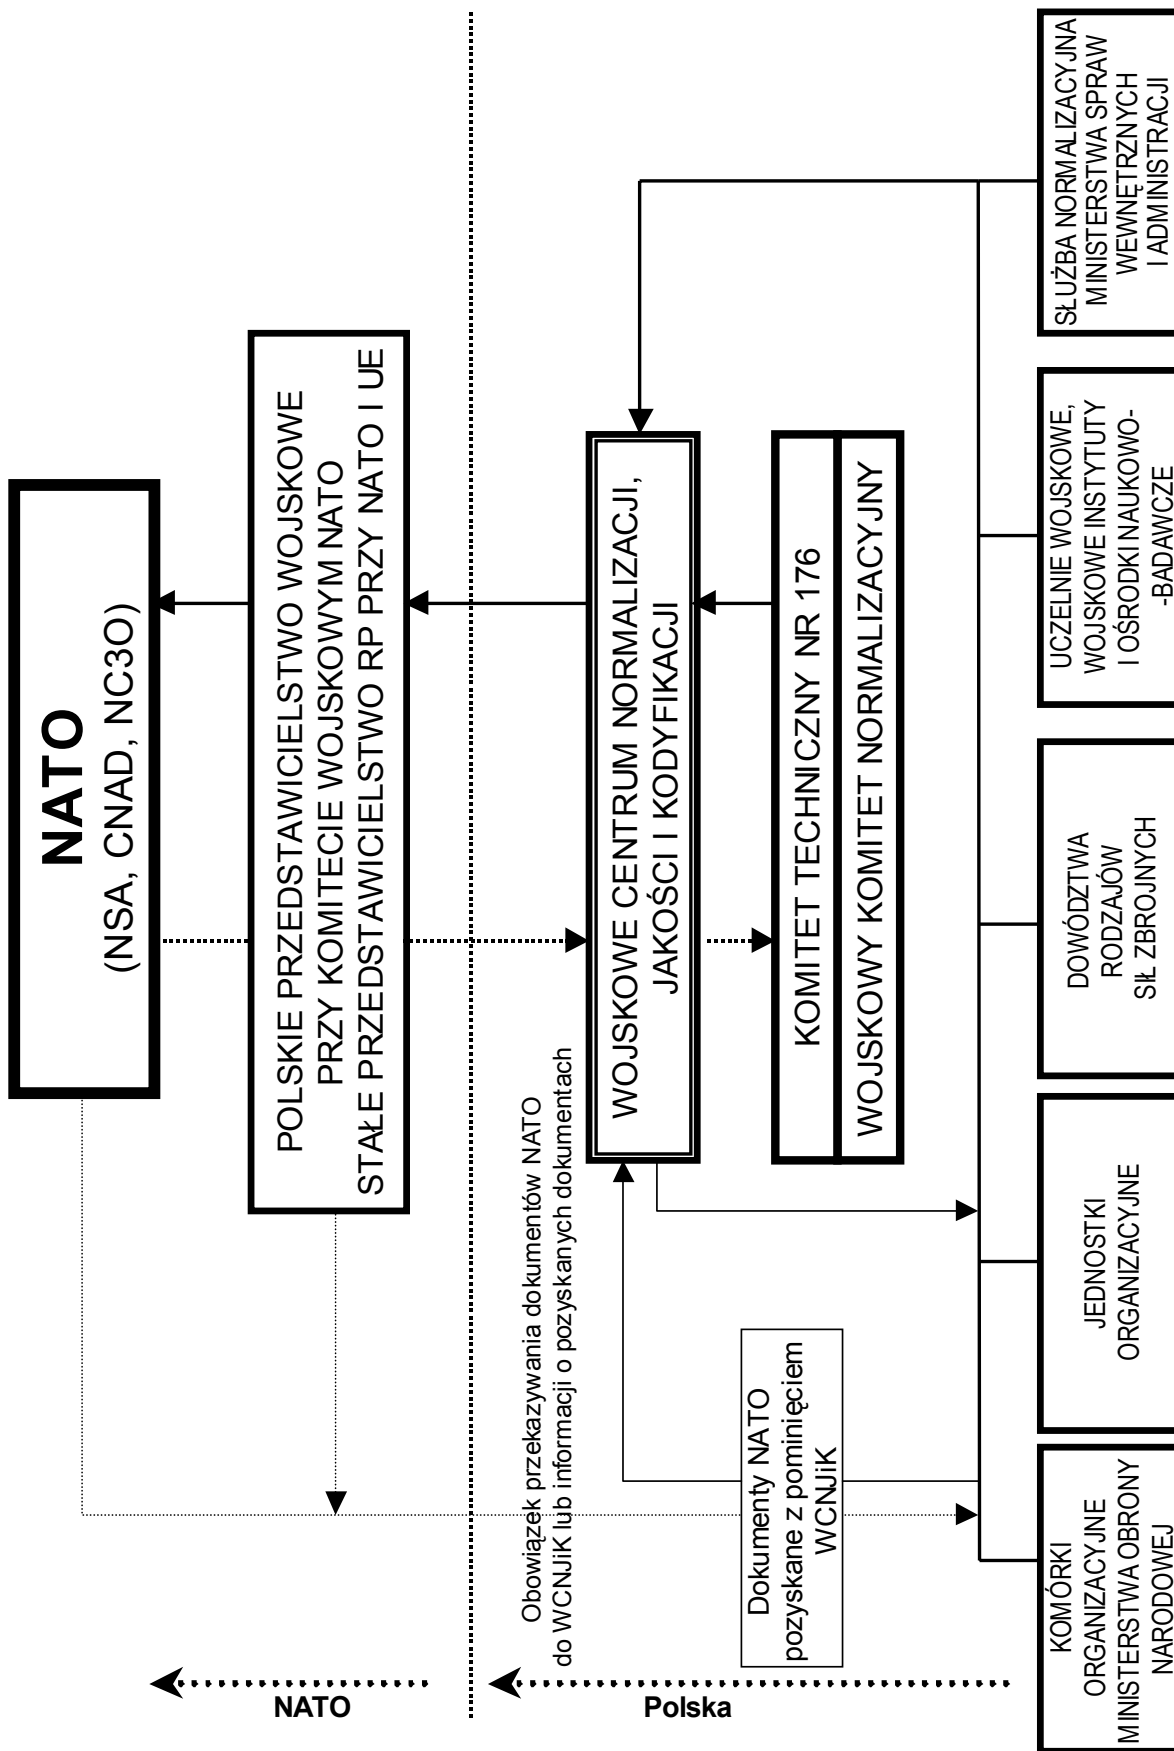 NATO
(NSA, CNAD, NC3O)
POLSKIE PRZEDSTAWICIELSTWO WOJSKOWE
PRZY KOMITECIE WOJSKOWYM NATO
STAŁE PRZEDSTAWICIELSTWO RP PRZY NATO I UE
NATO
Obowiązek przekazywania dokumentów NATO
do WCNJiK lub informacji o pozyskanych dokumentach
WOJSKOWE CENTRUM NORMALIZACJI,
JAKOŚCI I KODYFIKACJI
Polska
Dokumenty NATO
pozyskane z pominięciem
WCNJiK
KOMITET TECHNICZNY NR 176
WOJSKOWY KOMITET NORMALIZACYJNY
KOMÓRKI
ORGANIZACYJNE
MINISTERSTWA OBRONY
NARODOWEJ
JEDNOSTKI
ORGANIZACYJNE
DOWÓDZTWA
RODZAJÓW
SIŁ ZBROJNYCH
UCZELNIE WOJSKOWE,
WOJSKOWE INSTYTUTY
I OŚRODKI NAUKOWO-
-BADAWCZE
SŁUŻBA NORMALIZACYJNA
MINISTERSTWA SPRAW
WEWNĘTRZNYCH
I ADMINISTRACJI